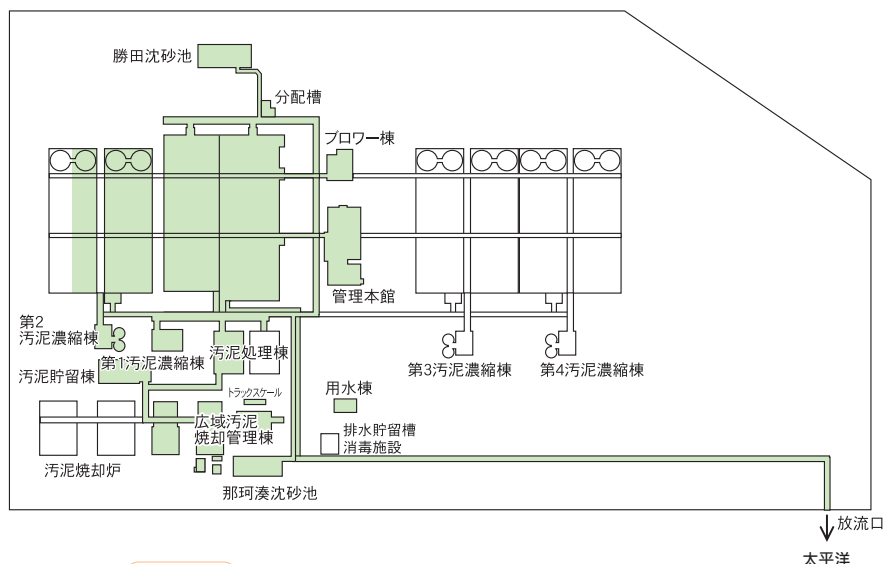 勝田沈砂池
分配槽
ブロワー棟
管理本館
第2
汚泥濃縮棟
第1汚泥濃縮棟
汚泥処理棟
第3汚泥濃縮棟
第4汚泥濃縮棟
汚泥貯留棟
トラックスケール
用水棟
広域汚泥
焼却管理棟
排水貯留槽
消毒施設
汚泥焼却炉
那珂湊沈砂池
放流口
太平洋